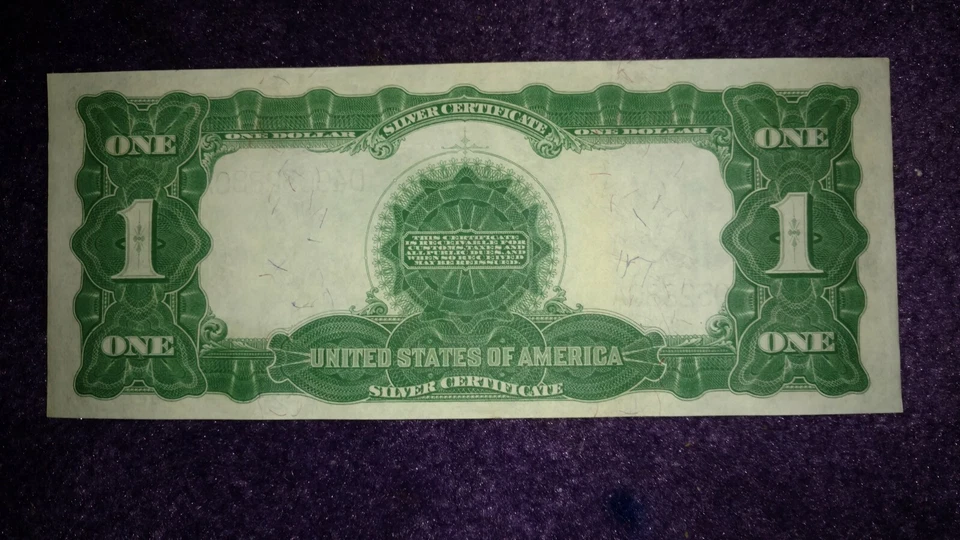 SILVER CERTIFICATE
ONE DOLLAR ONE DOLLAR
ONE ONE
THIS CERTIFICATE
IS RECEIVABLE FOR
CUSTOMS, TAXES AND
ALL PUBLIC DUES, AND
WHEN SO RECEIVED
MAY BE REISSUED.
1 1
ONE ONE
UNITED STATES OF AMERICA
SILVER CERTIFICATE